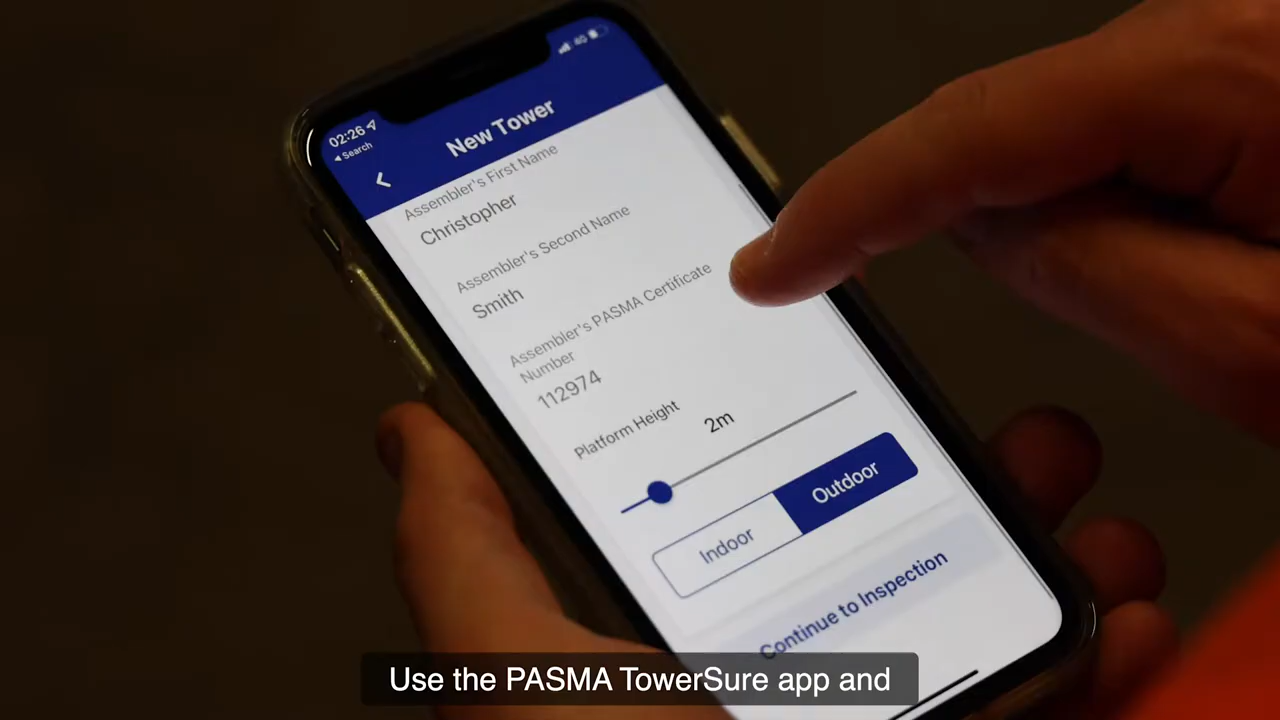 4G
02:26
Search
New Tower
Assembler's First Name
Christopher
Assembler's Second Name
Smith
Assembler's PASMA Certificate
Number
112974
Platform Height
2m
Indoor
Outdoor
Continue to Inspection
Use the PASMA TowerSure app and